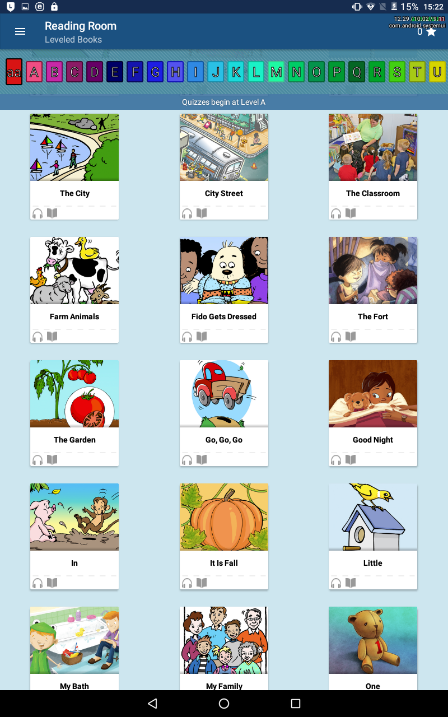 15% 15:22
Reading Room
Leveled Books
0
aa A B C D E F G H I J K L M N O P Q R S T U
Quizzes begin at Level A
The City
City Street
The Classroom
Farm Animals
Fido Gets Dressed
The Fort
The Garden
Go, Go, Go
Good Night
In
It Is Fall
Little
My Bath
My Family
One